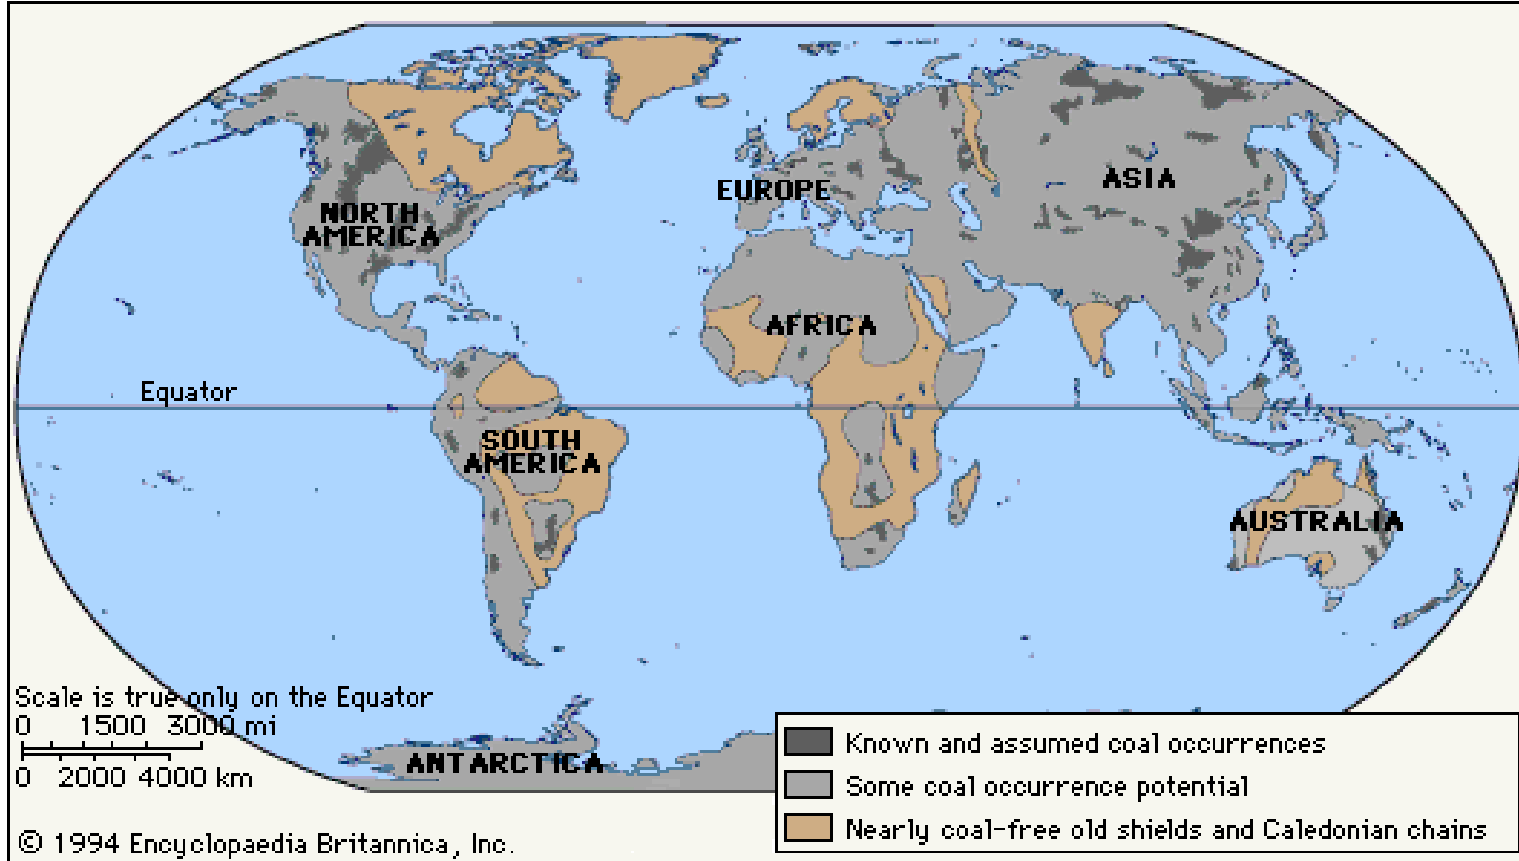 EUROPE
ASIA
NORTH
AMERICA
AFRICA
Equator
SOUTH
AMERICA
AUSTRALIA
Scale is true only on the Equator
0 1500 3000 mi
0 2000 4000 km
ANTARCTICA
Known and assumed coal occurrences
Some coal occurrence potential
Nearly coal-free old shields and Caledonian chains
© 1994 Encyclopaedia Britannica, Inc.